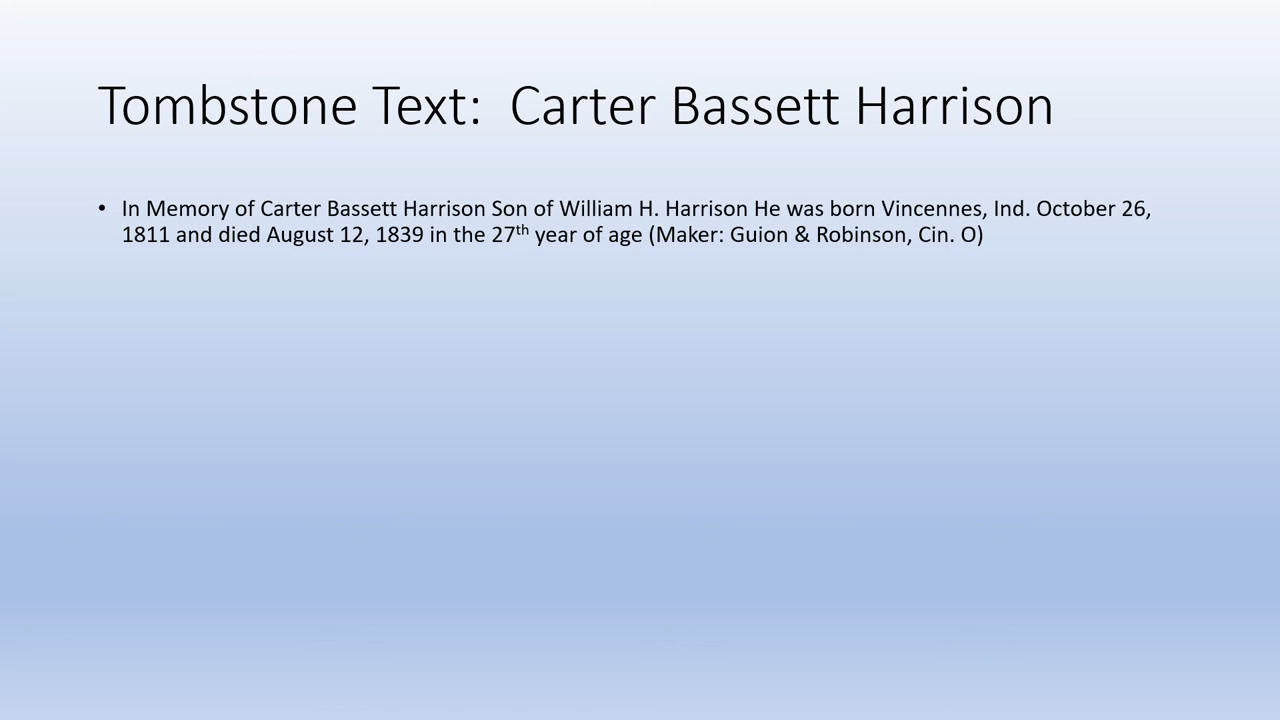 Tombstone Text:  Carter Bassett Harrison
• In Memory of Carter Bassett Harrison Son of William H. Harrison He was born Vincennes, Ind. October 26,
1811 and died August 12, 1839 in the 27th year of age (Maker: Guion & Robinson, Cin. O)